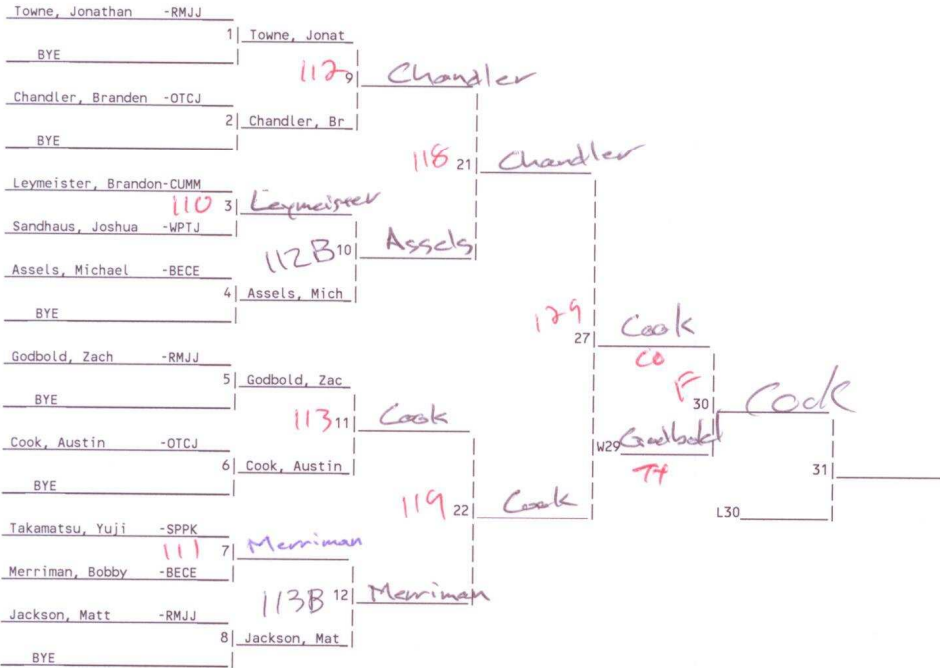 Towne, Jonathan -RMJJ
1 Towne, Jonat
BYE
112 9 Chandler
Chandler, Branden -OTCJ
2 Chandler, Br
BYE
118 21 Chandler
Leymeister, Brandon-CUMM
110 3 Leymeister
Sandhaus, Joshua -WPTJ
112B 10 Assels
Assels, Michael -BECE
4 Assels, Mich
BYE
129 27 Cook
CO
Godbold, Zach -RMJJ
5 Godbold, Zac
BYE
F 30 Cook
113 11 Cook
Cook, Austin -OTCJ
W29 Godbold
6 Cook, Austin
T4
31
BYE
119 22 Cook
L30
Takamatsu, Yuji -SPPK
111 7 Merriman
Merriman, Bobby -BECE
113B 12 Merriman
Jackson, Matt -RMJJ
8 Jackson, Mat
BYE